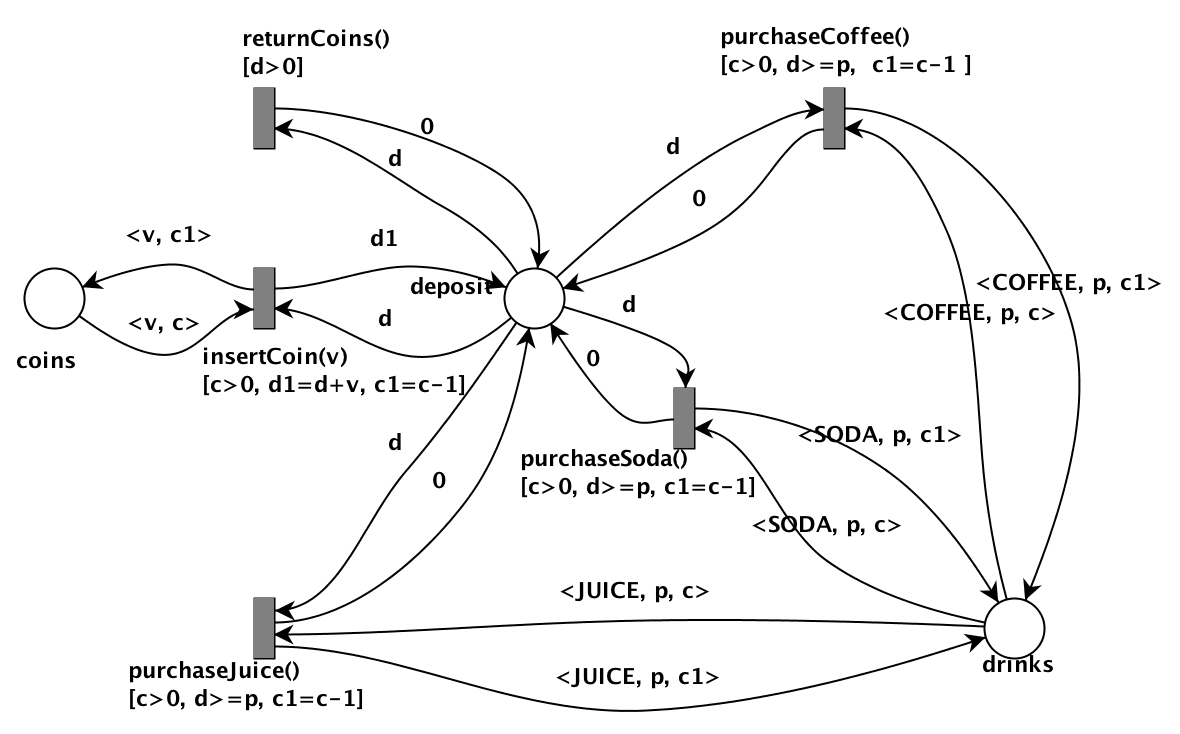 returnCoins()
[d>0]
purchaseCoffee()
[c>0, d>=p,  c1=c-1 ]
0
d
d
0
<v, c1>
d1
deposit
<v, c>
d
d
0
<COFFEE, p, c1>
<COFFEE, p, c>
coins
insertCoin(v)
[c>0, d1=d+v, c1=c-1]
d
0
<SODA, p, c1>
purchaseSoda()
[c>0, d>=p, c1=c-1]
<SODA, p, c>
<JUICE, p, c>
purchaseJuice()
[c>0, d>=p, c1=c-1]
<JUICE, p, c1>
drinks